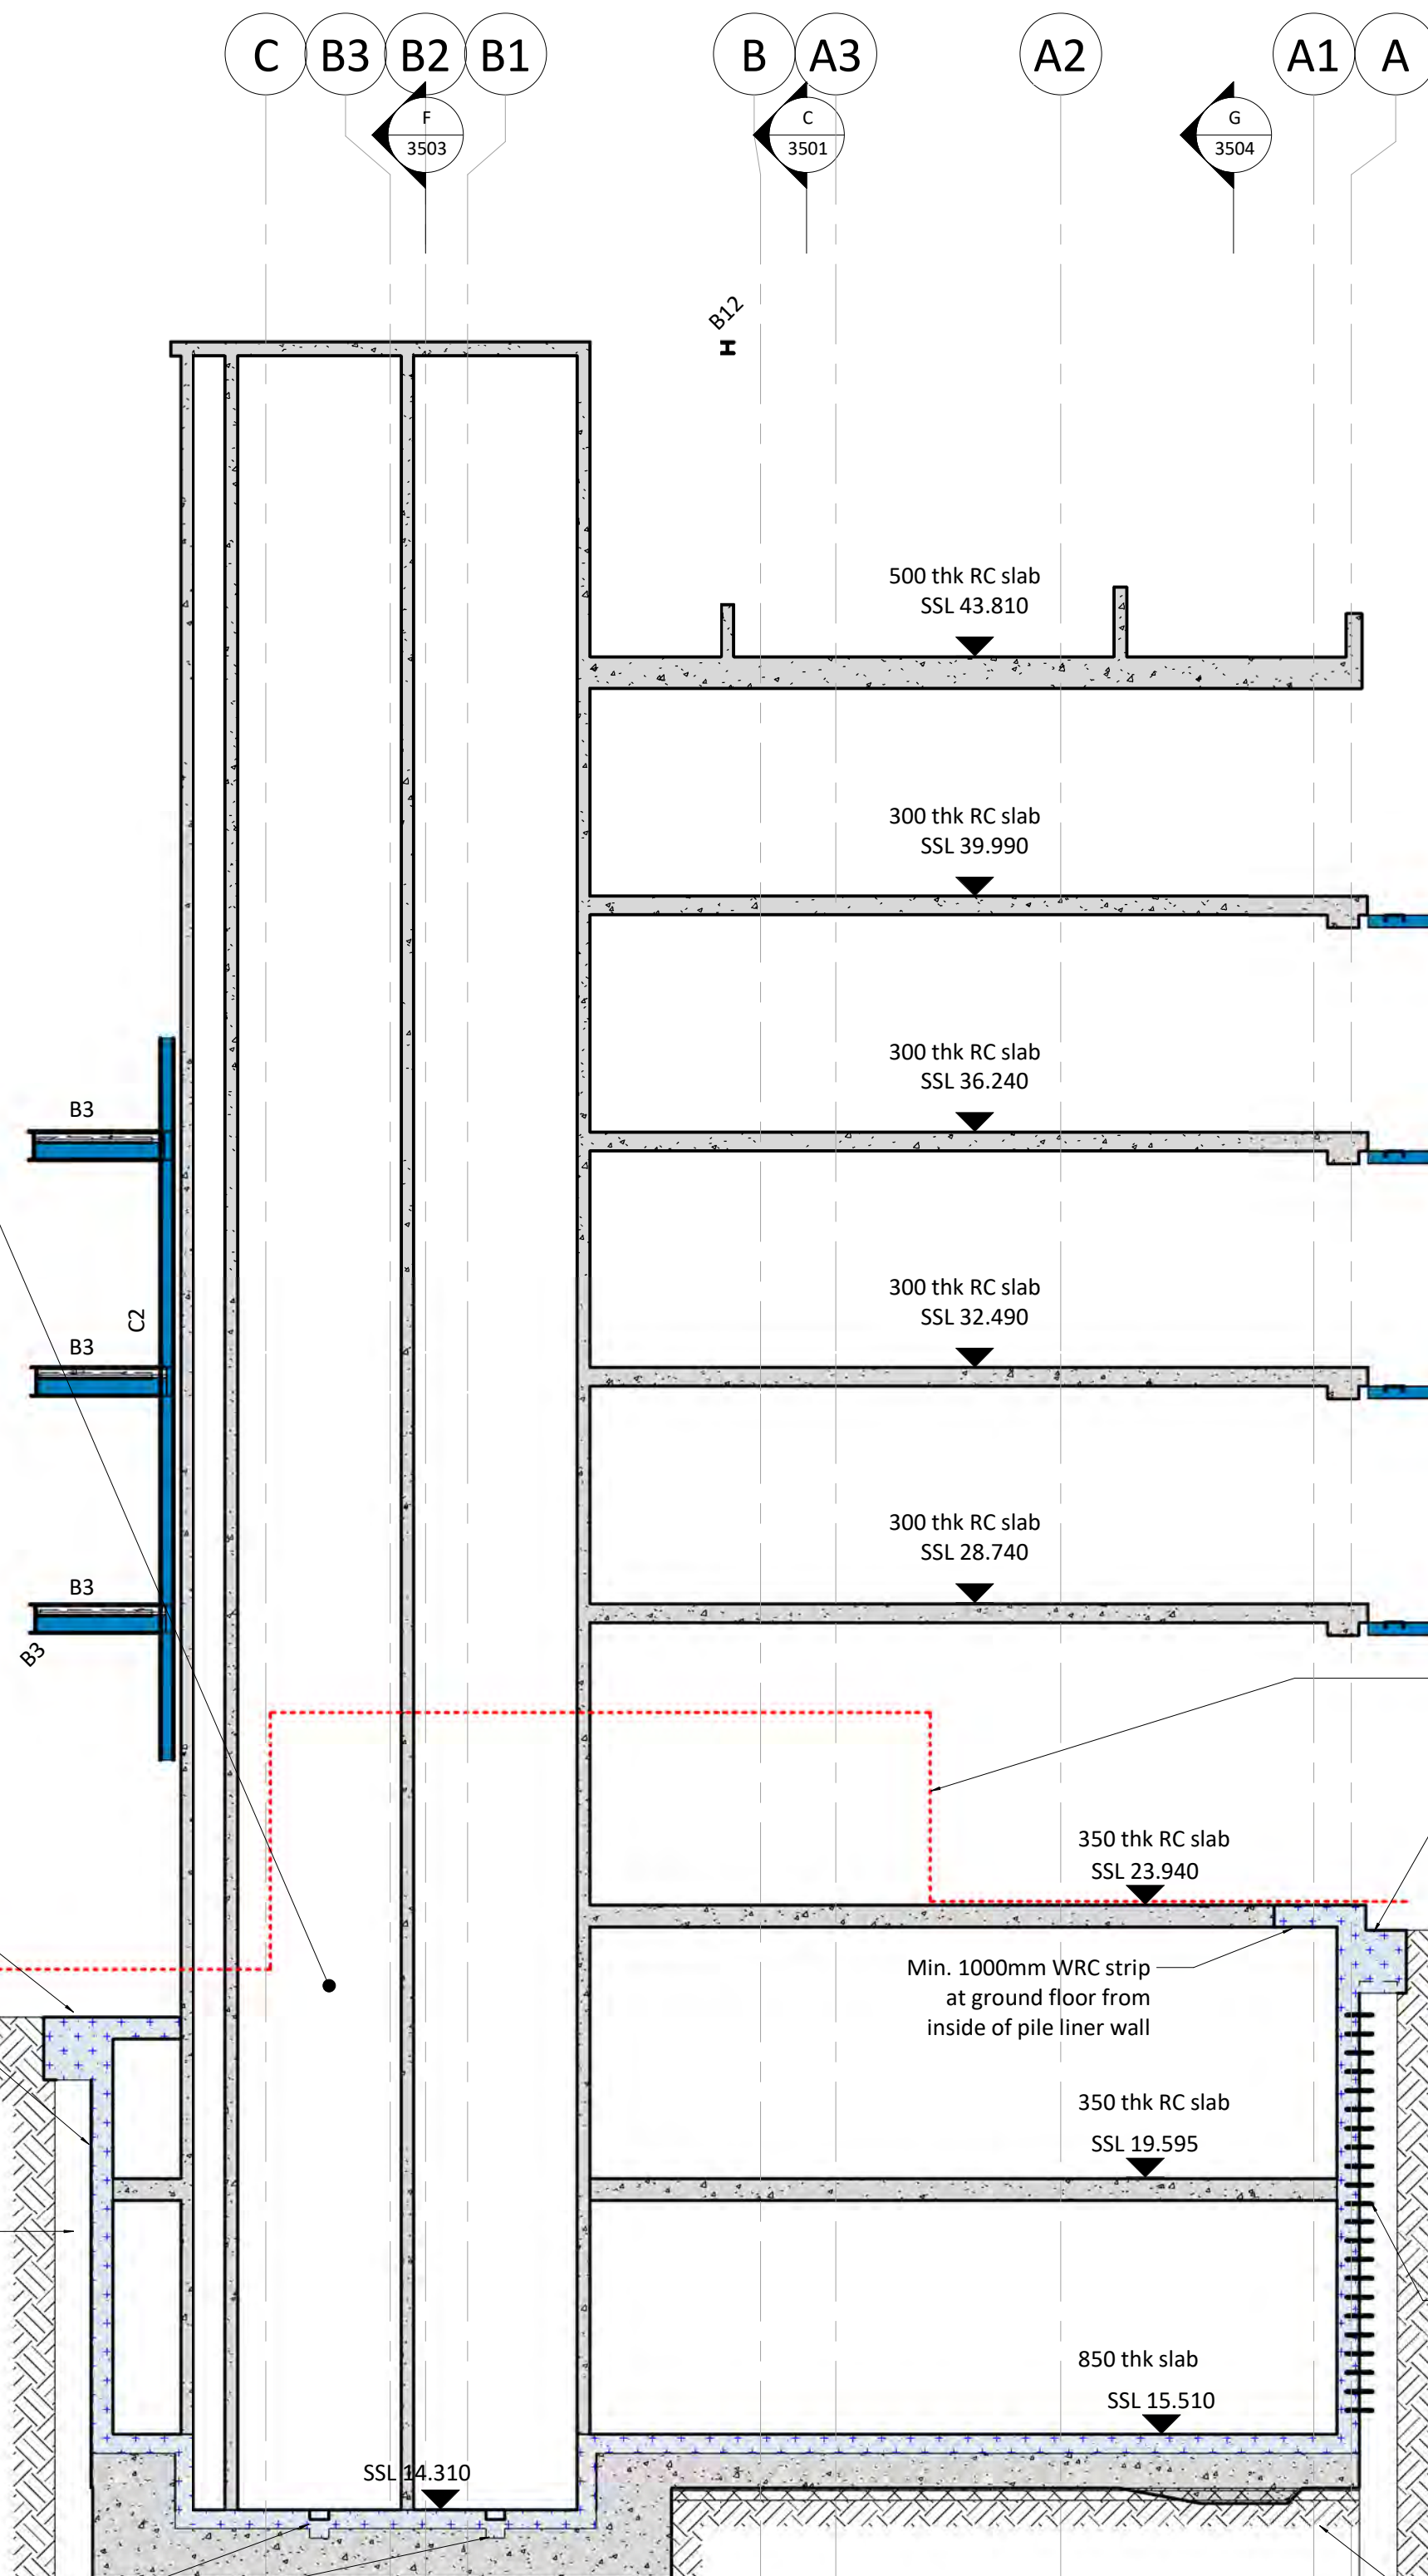 C B3 B2 B1 B A3 A2 A1 A
F
3503
C
3501
G
3504
B12
500 thk RC slab
SSL 43.810
300 thk RC slab
SSL 39.990
300 thk RC slab
SSL 36.240
B3
300 thk RC slab
SSL 32.490
C2
B3
300 thk RC slab
SSL 28.740
B3
B3
350 thk RC slab
SSL 23.940
Min. 1000mm WRC strip
at ground floor from
inside of pile liner wall
350 thk RC slab
SSL 19.595
850 thk slab
SSL 15.510
SSL 14.310